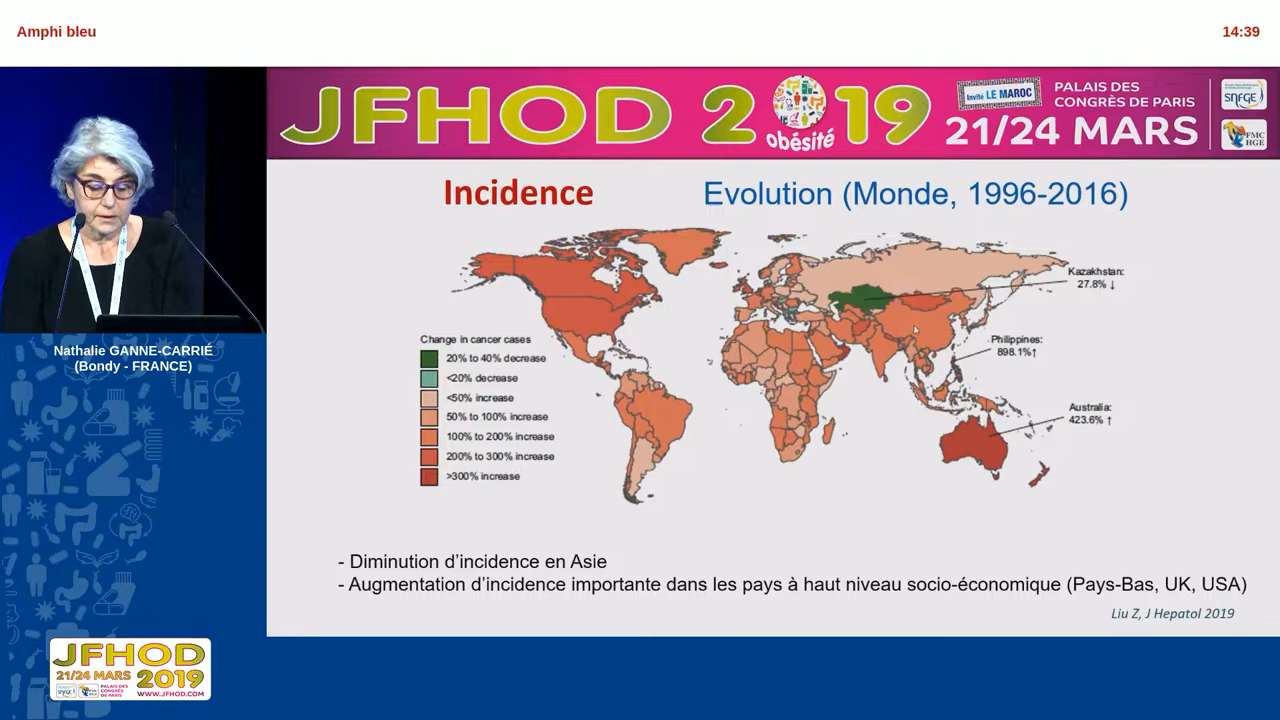 Amphi bleu
14:39
JFHOD 2019
obésité
Invité LE MAROC
PALAIS DES
CONGRÈS DE PARIS
21/24 MARS
SNFGE
FMC
HGE
Incidence
Evolution (Monde, 1996-2016)
Kazakhstan:
27.8% ↓
Philippines:
898.1%↑
Australia:
423.6% ↑
Change in cancer cases
20% to 40% decrease
<20% decrease
<50% increase
50% to 100% increase
100% to 200% increase
200% to 300% increase
>300% increase
Nathalie GANNE-CARRIÉ
(Bondy - FRANCE)
- Diminution d'incidence en Asie
- Augmentation d'incidence importante dans les pays à haut niveau socio-économique (Pays-Bas, UK, USA)
Liu Z, J Hepatol 2019
JFHOD
21/24 MARS 2019
PALAIS DES
CONGRÈS
DE PARIS
WWW.JFHOD.COM